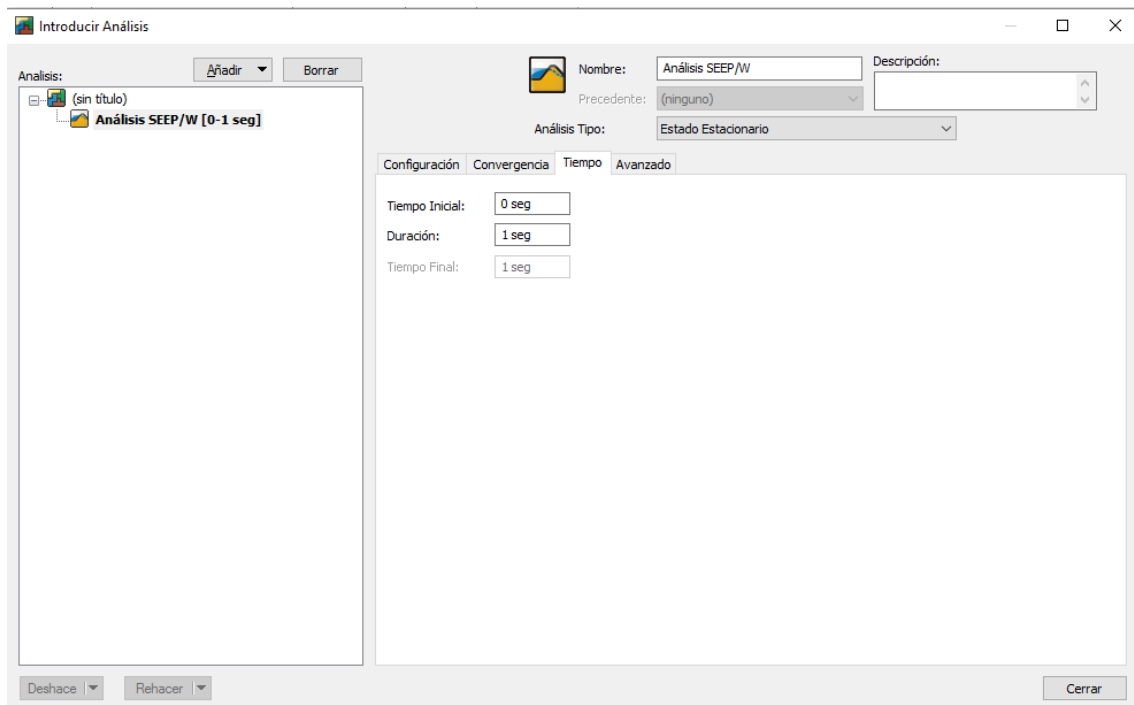 Introducir Análisis
Analisis:
Añadir
Borrar
(sin título)
Análisis SEEP/W [0-1 seg]
Nombre:
Análisis SEEP/W
Descripción:
Precedente:
(ninguno)
Análisis Tipo:
Estado Estacionario
Configuración Convergencia Tiempo Avanzado
Tiempo Inicial:
0 seg
Duración:
1 seg
Tiempo Final:
1 seg
Deshace
Rehacer
Cerrar